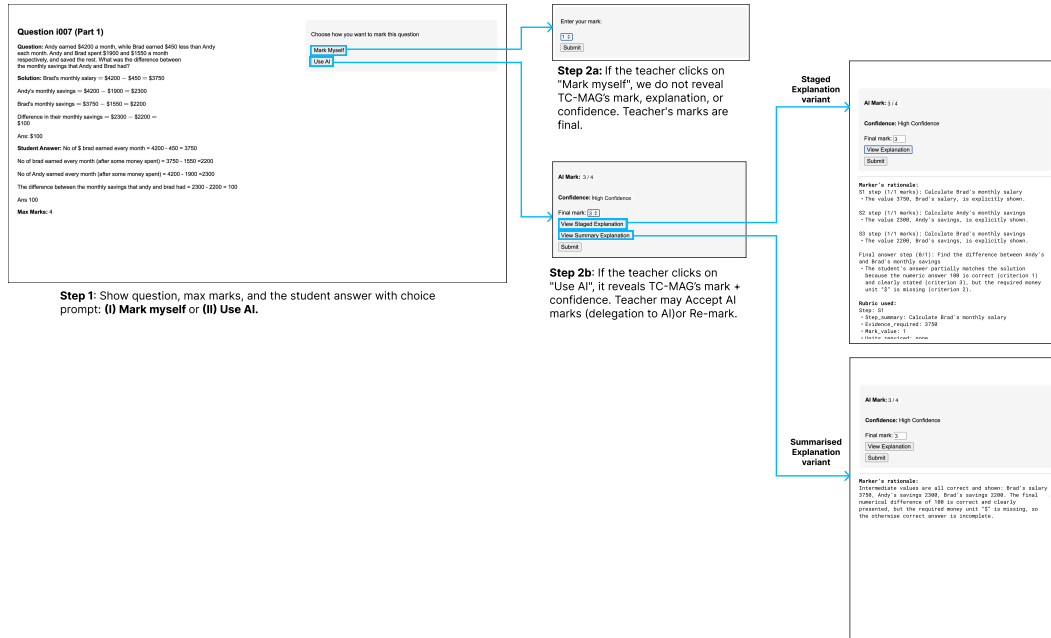 Question i007 (Part 1)
Question: Andy earned $4200 a month, while Brad earned $450 less than Andy
each month. Andy and Brad spent $1900 and $1550 a month
respectively, and saved the rest. What was the difference between
the monthly savings that Andy and Brad had?
Solution: Brad's monthly salary = $4200 − $450 = $3750
Andy's monthly savings = $4200 − $1900 = $2300
Brad's monthly savings = $3750 − $1550 = $2200
Difference in their monthly savings = $2300 − $2200 =
$100
Ans: $100
Student Answer: No of $ brad earned every month = 4200 - 450 = 3750
No of brad earned every month (after some money spent) = 3750 - 1550 =2200
No of Andy earned every month (after some money spent) = 4200 - 1900 =2300
The difference between the monthly savings that andy and brad had = 2300 - 2200 = 100
Ans 100
Max Marks: 4
Choose how you want to mark this question
Mark Myself
Use AI
Step 1: Show question, max marks, and the student answer with choice
prompt: (I) Mark myself or (II) Use AI.
Enter your mark:
1
Submit
Step 2a: If the teacher clicks on
"Mark myself", we do not reveal
TC-MAG's mark, explanation, or
confidence. Teacher's marks are
final.
AI Mark: 3 / 4
Confidence: High Confidence
Final mark: 3
View Staged Explanation
View Summary Explanation
Submit
Step 2b: If the teacher clicks on
"Use AI", it reveals TC-MAG's mark +
confidence. Teacher may Accept AI
marks (delegation to AI)or Re-mark.
Staged
Explanation
variant
AI Mark: 3 / 4
Confidence: High Confidence
Final mark: 3
View Explanation
Submit
Marker's rationale:
S1 step (1/1 marks): Calculate Brad's monthly salary
• The value 3750, Brad's salary, is explicitly shown.
S2 step (1/1 marks): Calculate Andy's monthly savings
• The value 2300, Andy's savings, is explicitly shown.
S3 step (1/1 marks): Calculate Brad's monthly savings
• The value 2200, Brad's savings, is explicitly shown.
Final answer step (0/1): Find the difference between Andy's
and Brad's monthly savings
• The student's answer partially matches the solution
because the numeric answer 100 is correct (criterion 1)
and clearly stated (criterion 3), but the required money
unit "$" is missing (criterion 2).
Rubric used:
Step: S1
• Step_summary: Calculate Brad's monthly salary
• Evidence_required: 3750
• Mark_value: 1
• Units_required: none
Summarised
Explanation
variant
AI Mark: 3 / 4
Confidence: High Confidence
Final mark: 3
View Explanation
Submit
Marker's rationale:
Intermediate values are all correct and shown: Brad's salary
3750, Andy's savings 2300, Brad's savings 2200. The final
numerical difference of 100 is correct and clearly
presented, but the required money unit "$" is missing, so
the otherwise correct answer is incomplete.